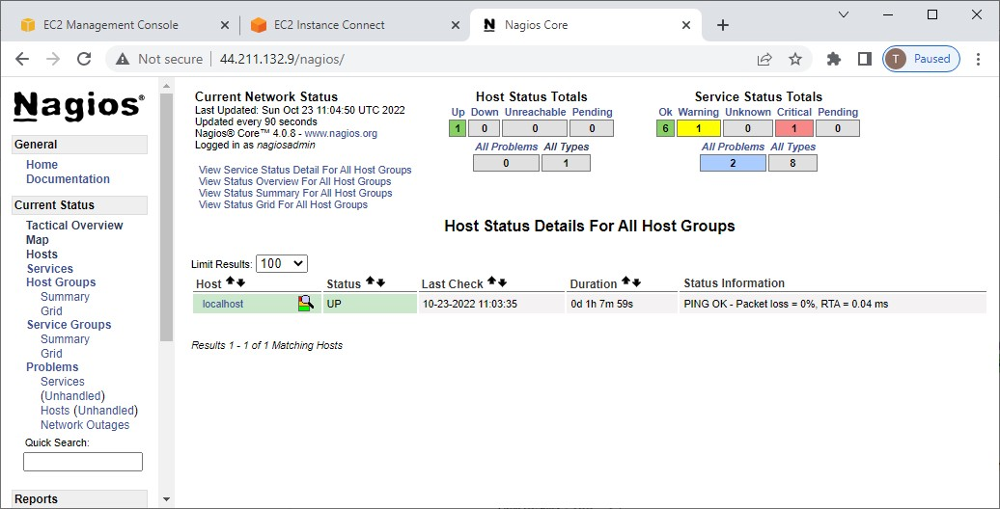 EC2 Management Console
EC2 Instance Connect
Nagios Core
Not secure 44.211.132.9/nagios/
T Paused
Nagios®
General
Home
Documentation
Current Status
Tactical Overview
Map
Hosts
Services
Host Groups
Summary
Grid
Service Groups
Summary
Grid
Problems
Services
(Unhandled)
Hosts (Unhandled)
Network Outages
Quick Search:
Reports
Current Network Status
Last Updated: Sun Oct 23 11:04:50 UTC 2022
Updated every 90 seconds
Nagios® Core™ 4.0.8 - www.nagios.org
Logged in as nagiosadmin
View Service Status Detail For All Host Groups
View Status Overview For All Host Groups
View Status Summary For All Host Groups
View Status Grid For All Host Groups
Host Status Totals
Up Down Unreachable Pending
1 0 0 0
All Problems All Types
0 1
Service Status Totals
Ok Warning Unknown Critical Pending
6 1 0 1 0
All Problems All Types
2 8
Host Status Details For All Host Groups
Limit Results: 100
Host Status Last Check Duration Status Information
localhost UP 10-23-2022 11:03:35 0d 1h 7m 59s PING OK - Packet loss = 0%, RTA = 0.04 ms
Results 1 - 1 of 1 Matching Hosts